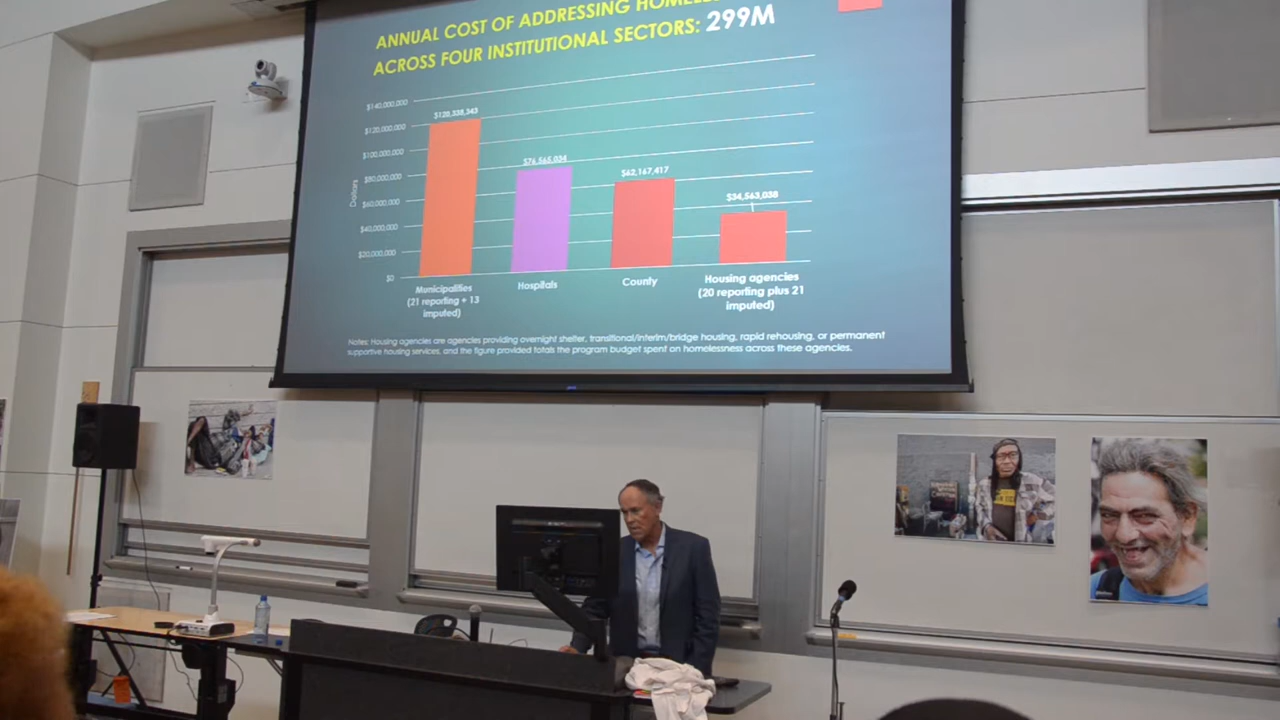 ANNUAL COST OF ADDRESSING
ACROSS FOUR INSTITUTIONAL SECTORS: 299M
$140,000,000
$120,000,000
$100,000,000
$80,000,000
$60,000,000
$40,000,000
$20,000,000
$0
Dollars
$120,338,343
$76,565,034
$62,167,417
$34,563,038
Municipalities
(21 reporting + 13
imputed)
Hospitals
County
Housing agencies
(20 reporting plus 21
imputed)
Notes: Housing agencies are agencies providing overnight shelter, transitional/interim/bridge housing, rapid rehousing, or permanent
supportive housing services, and the figure provided totals the program budget spent on homelessness across these agencies.